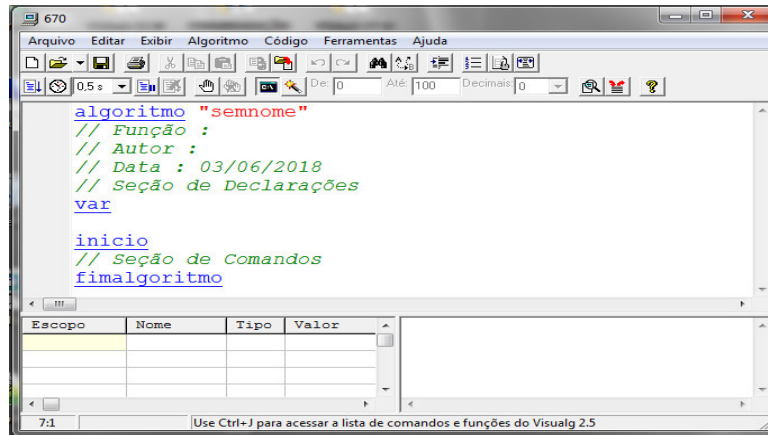 670
Arquivo Editar Exibir Algoritmo Código Ferramentas Ajuda
0,5 s De: 0 Até: 100 Decimais: 0
algoritmo "semnome"
// Função :
// Autor :
// Data : 03/06/2018
// Seção de Declarações
var
inicio
// Seção de Comandos
fimalgoritmo
Escopo Nome Tipo Valor
7:1 Use Ctrl+J para acessar a lista de comandos e funções do Visualg 2.5